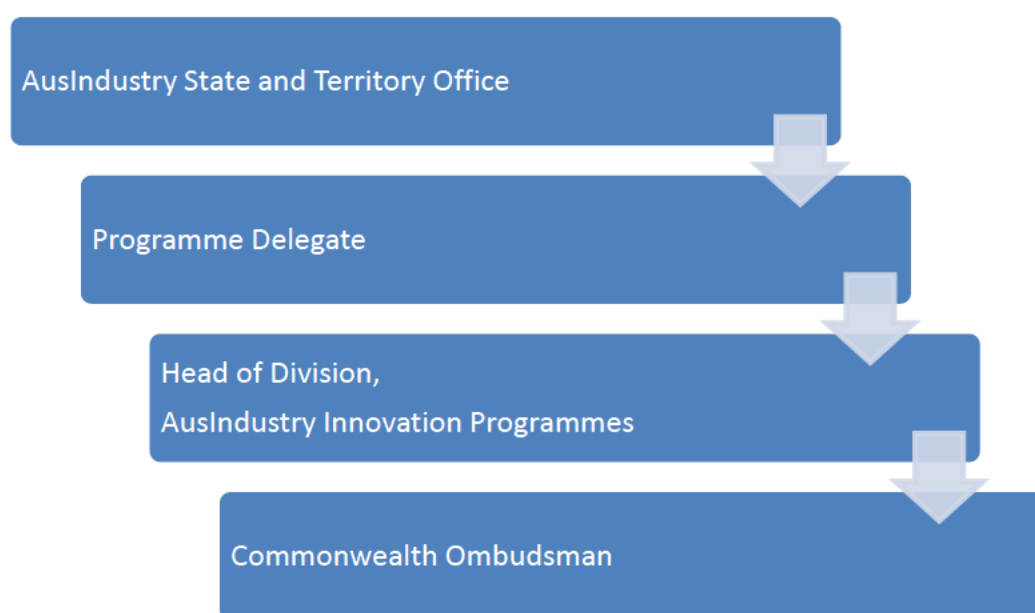 AusIndustry State and Territory Office
Programme Delegate
Head of Division,
AusIndustry Innovation Programmes
Commonwealth Ombudsman